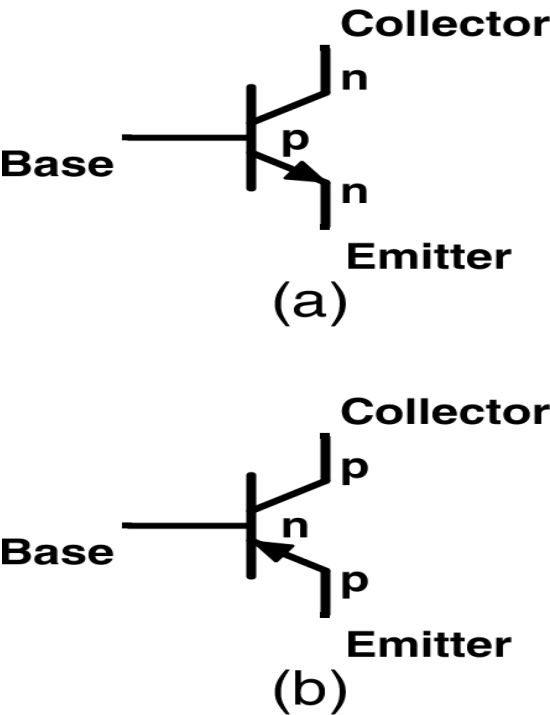 Collector
n
p
Base
n
Emitter
(a)
Collector
p
n
Base
p
Emitter
(b)